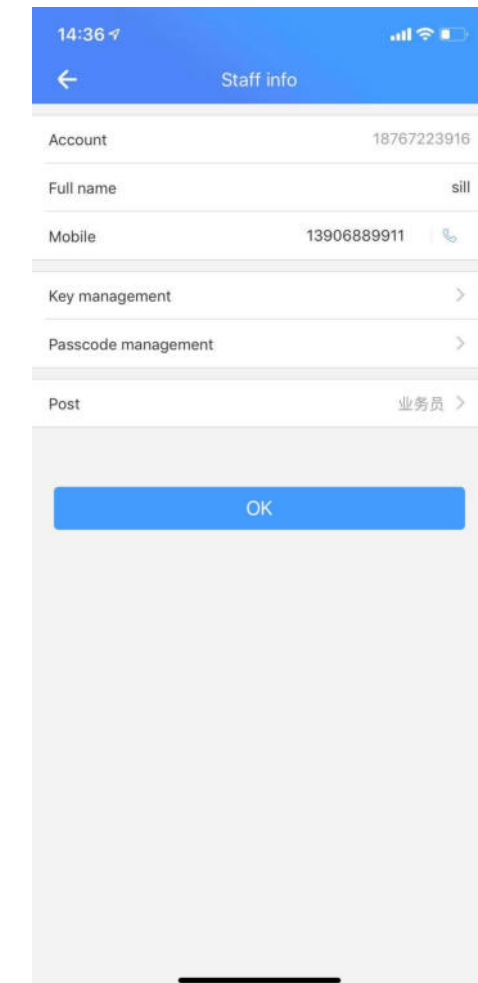 14:36
Staff info
Account 18767223916
Full name sill
Mobile 13906889911
Key management
Passcode management
Post 业务员
OK